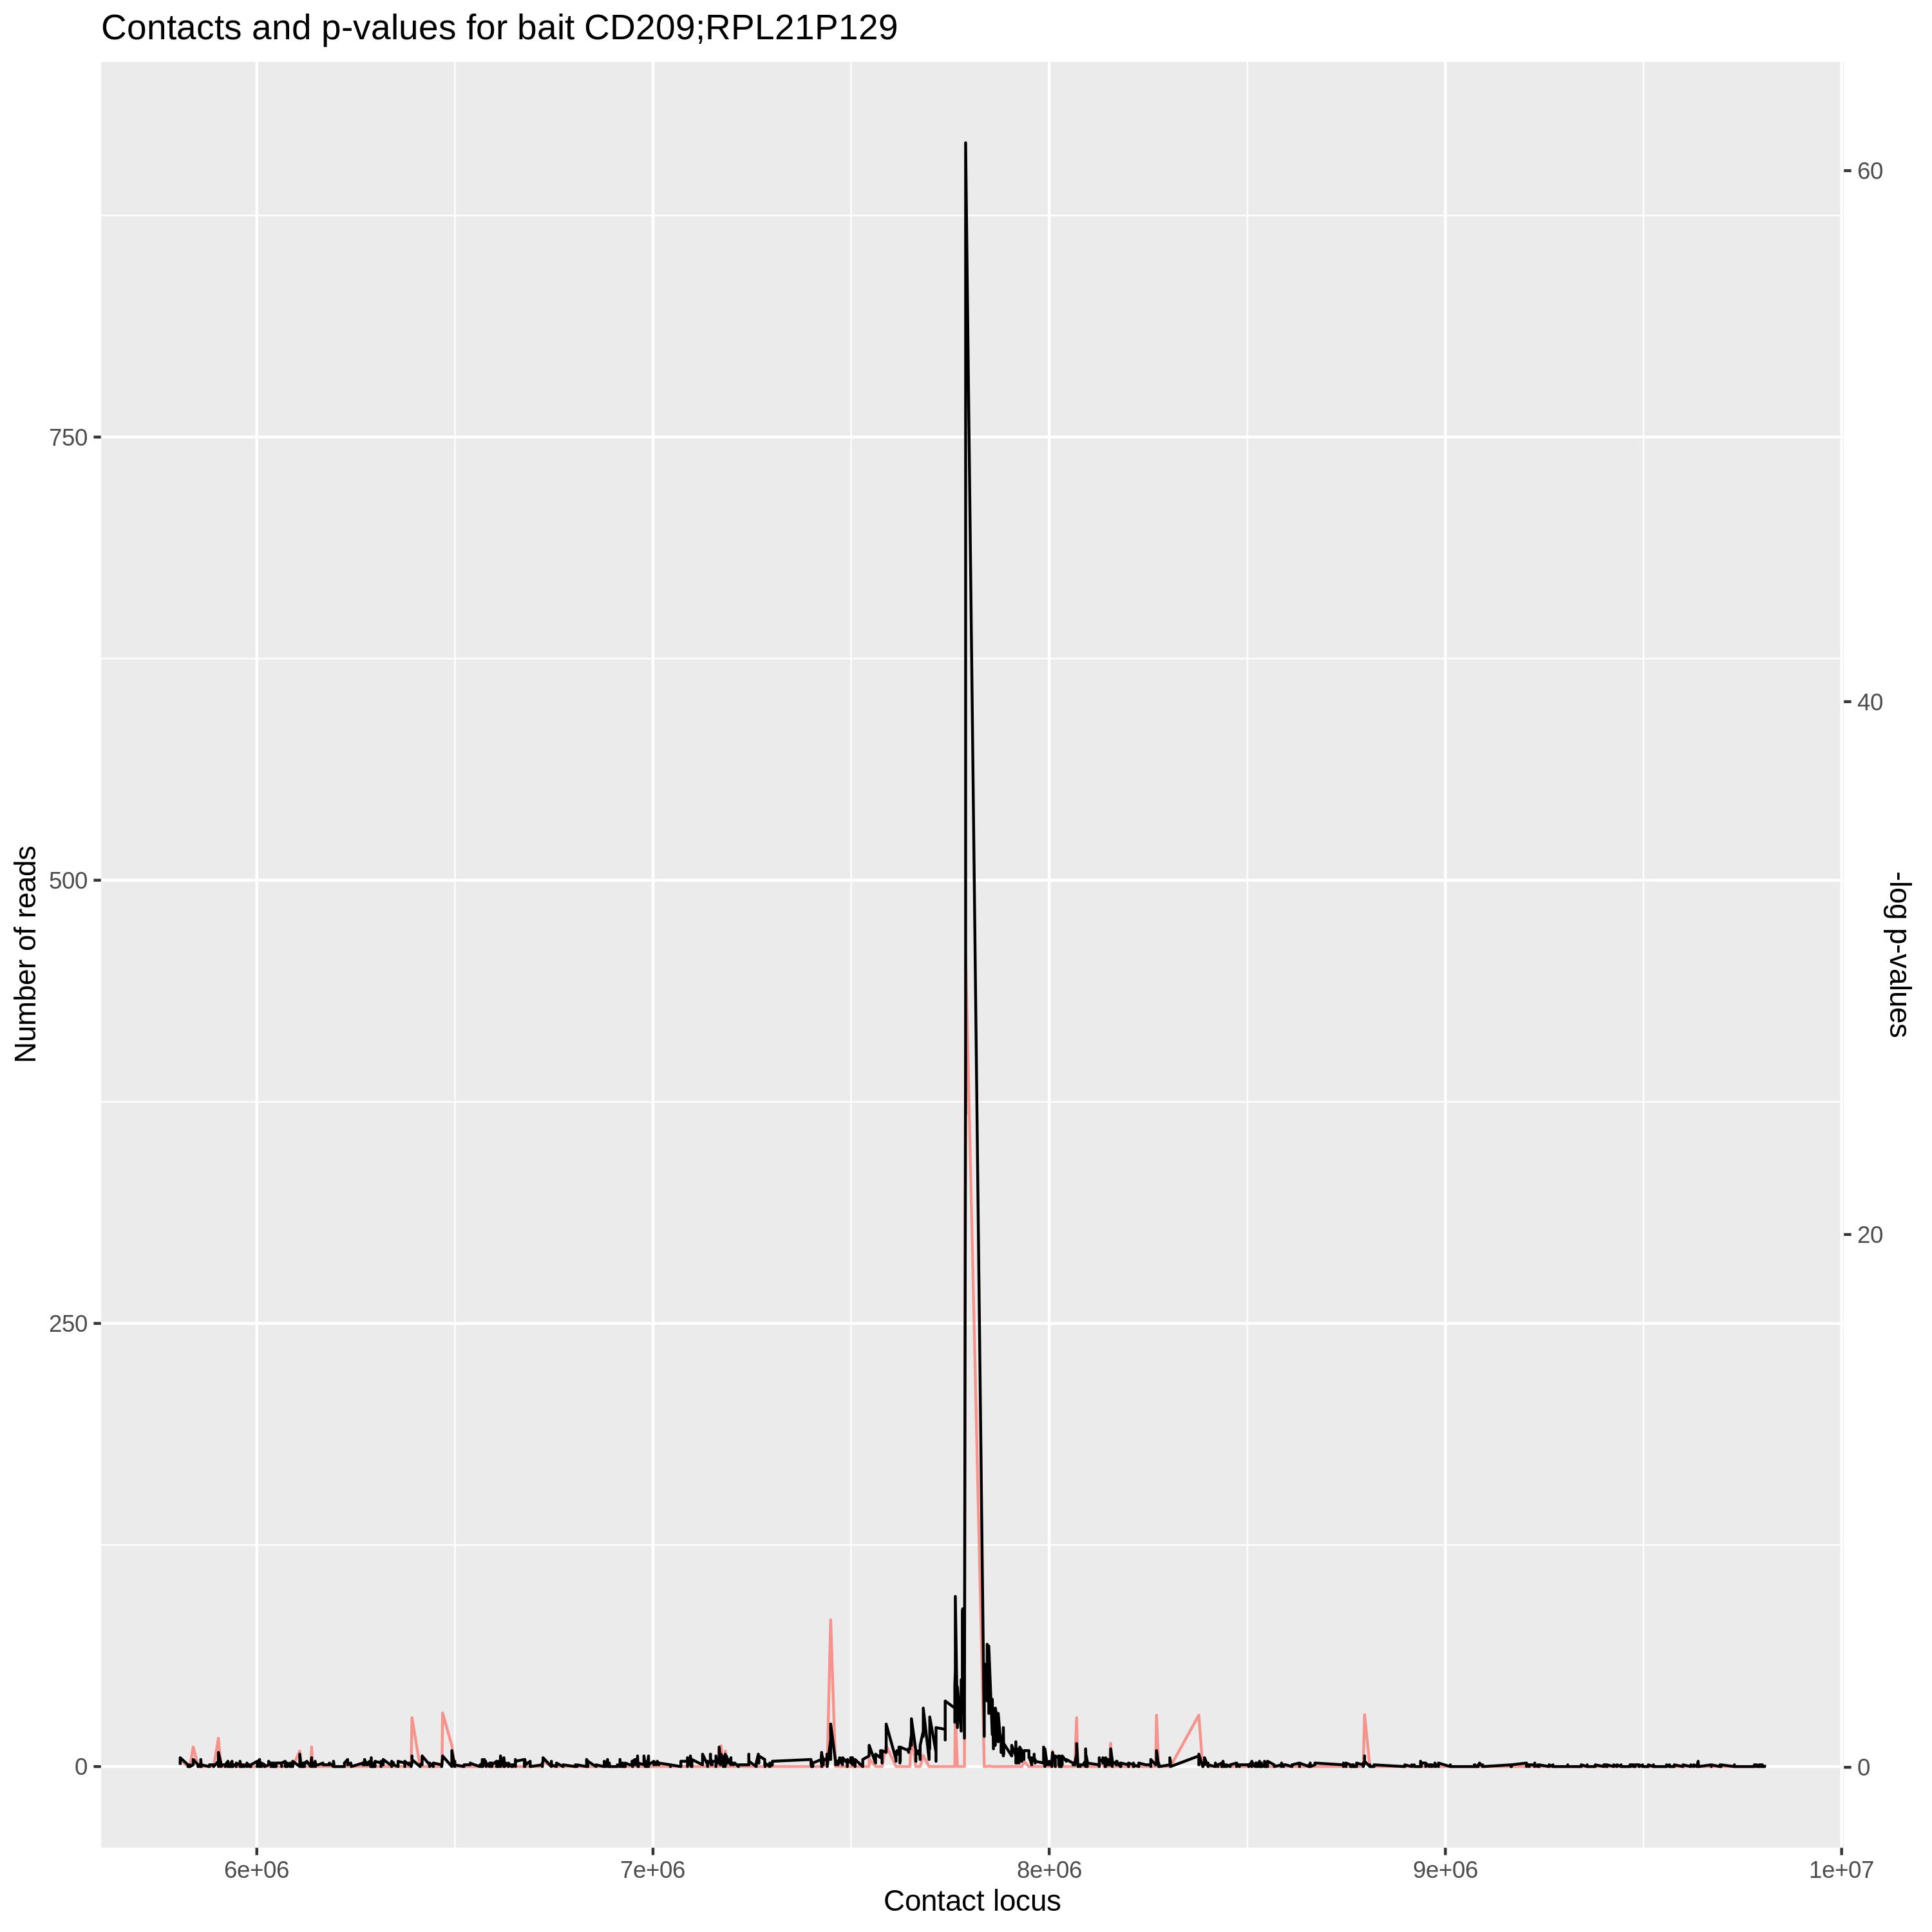 Contacts and p-values for bait CD209;RPL21P129
750
500
250
0
Number of reads
60
40
20
0
-log p-values
6e+06
7e+06
8e+06
9e+06
1e+07
Contact locus